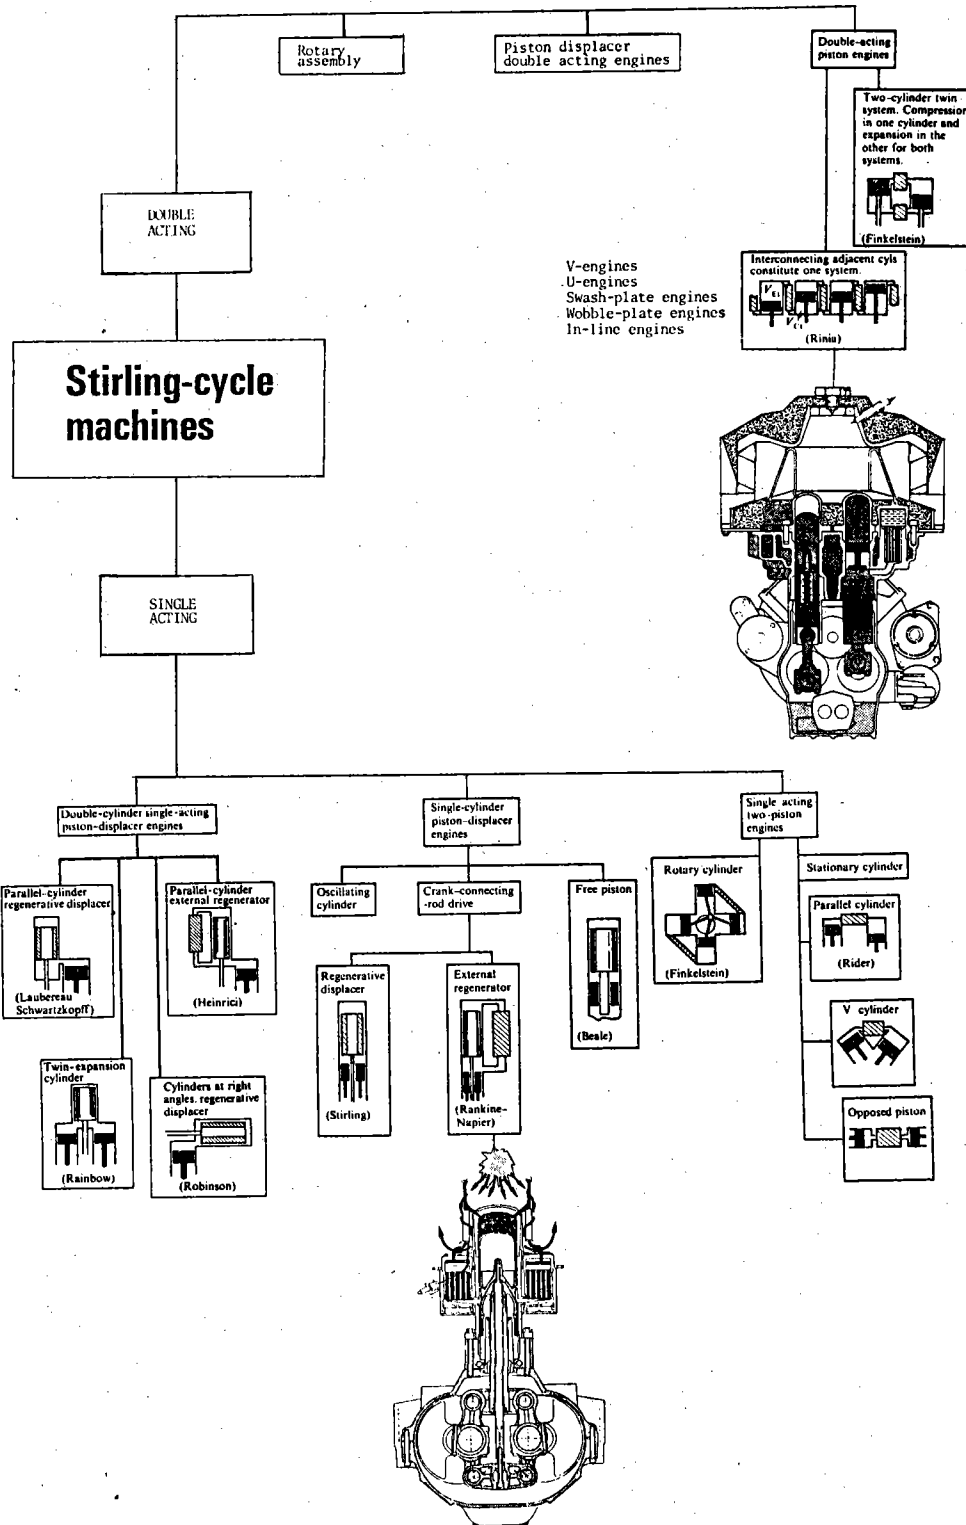 Rotary
assembly
Piston displacer
double acting engines
Double-acting
piston engines
Two-cylinder twin
system. Compression
in one cylinder and
expansion in the
other for both
systems.
(Finkelstein)
DOUBLE
ACTING
V-engines
U-engines
Swash-plate engines
Wobble-plate engines
In-line engines
Interconnecting adjacent cyls
constitute one system.
(Riniu)
Stirling-cycle
machines
SINGLE
ACTING
Double-cylinder single-acting
piston-displacer engines
Single-cylinder
piston-displacer
engines
Single acting
two-piston
engines
Parallel-cylinder
regenerative displacer
(Laubereau
Schwartzkopff)
Parallel-cylinder
external regenerator
(Heinrici)
Oscillating
cylinder
Crank-connecting
-rod drive
Free piston
(Beale)
Rotary cylinder
(Finkelstein)
Stationary cylinder
Parallel cylinder
(Rider)
Regenerative
displacer
(Stirling)
External
regenerator
(Rankine-
Napier)
V cylinder
Twin-expansion
cylinder
(Rainbow)
Cylinders at right
angles, regenerative
displacer
(Robinson)
Opposed piston